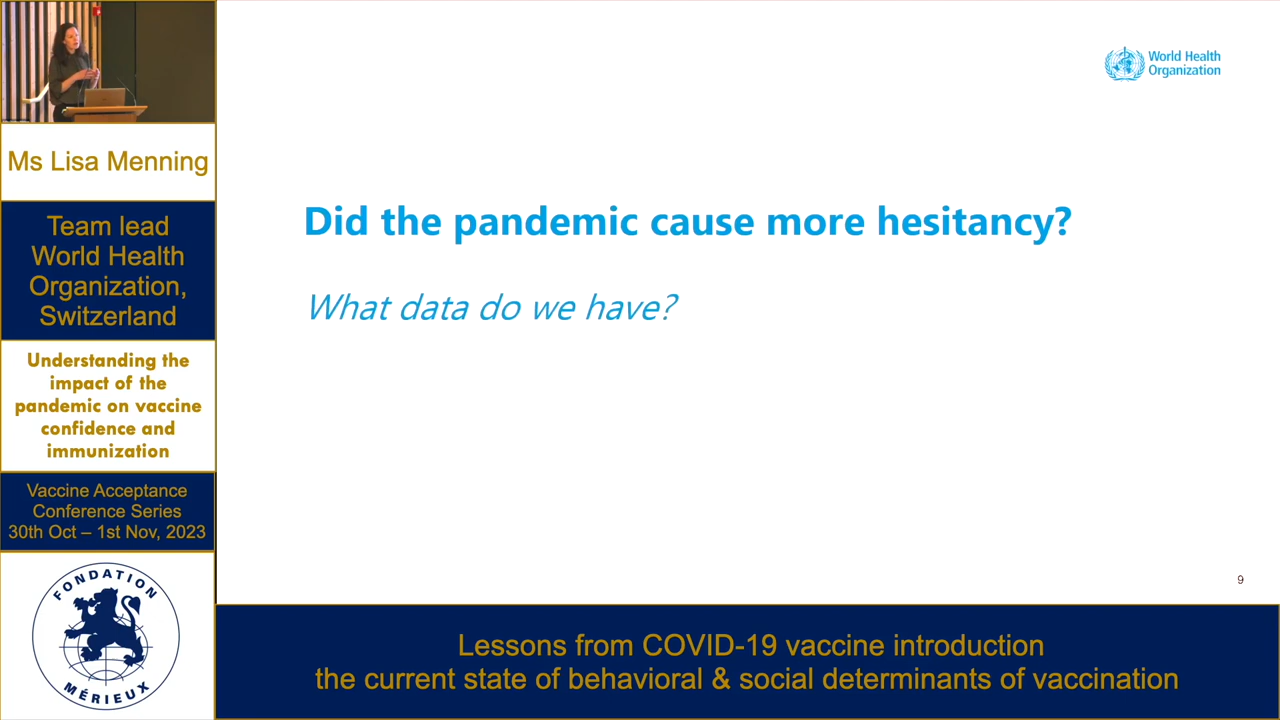 Ms Lisa Menning
Team lead
World Health
Organization,
Switzerland
Understanding the
impact of the
pandemic on vaccine
confidence and
immunization
Vaccine Acceptance
Conference Series
30th Oct – 1st Nov, 2023
FONDATION
MÉRIEUX
World Health
Organization
Did the pandemic cause more hesitancy?
What data do we have?
9
Lessons from COVID-19 vaccine introduction
the current state of behavioral & social determinants of vaccination